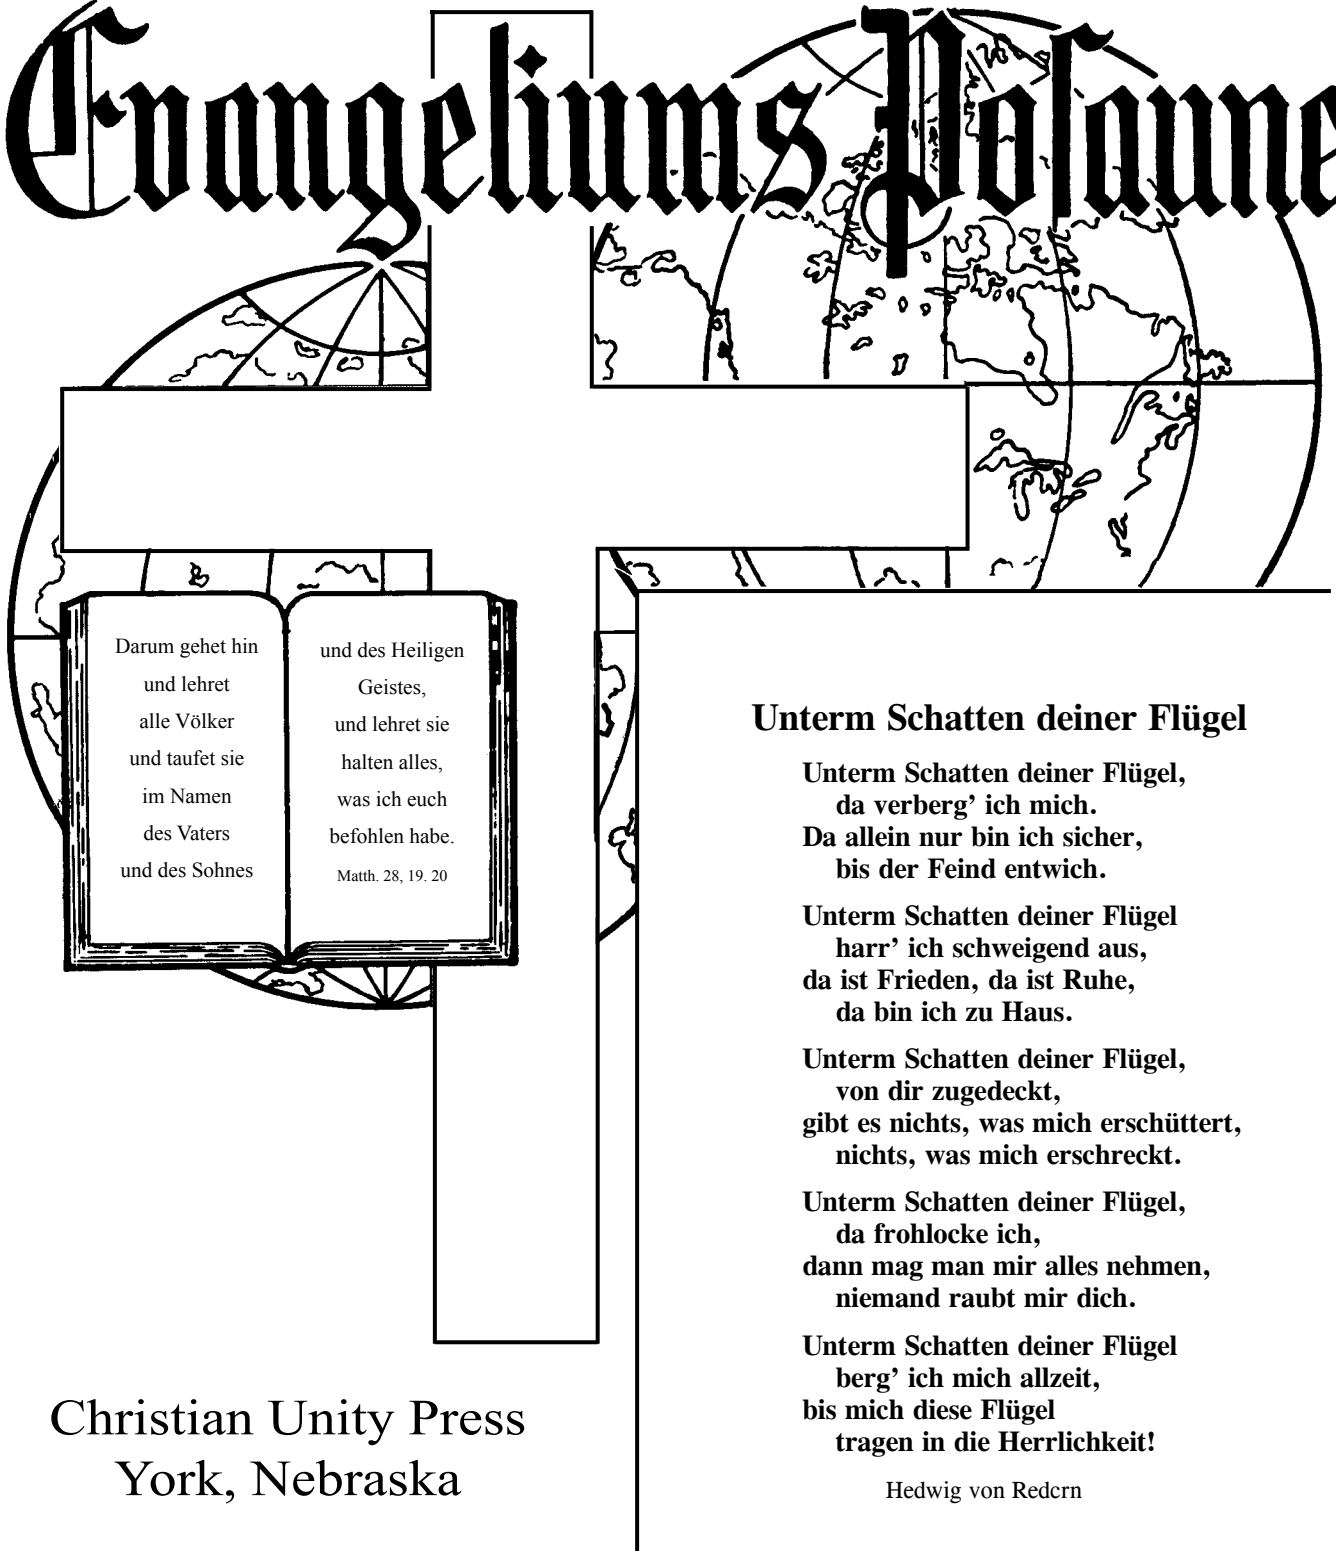 Evangeliums Poſaune
Darum gehet hin
und lehret
alle Völker
und taufet sie
im Namen
des Vaters
und des Sohnes
und des Heiligen
Geistes,
und lehret sie
halten alles,
was ich euch
befohlen habe.
Matth. 28, 19. 20
Unterm Schatten deiner Flügel
Unterm Schatten deiner Flügel,
da verberg’ ich mich.
Da allein nur bin ich sicher,
bis der Feind entwich.
Unterm Schatten deiner Flügel
harr’ ich schweigend aus,
da ist Frieden, da ist Ruhe,
da bin ich zu Haus.
Unterm Schatten deiner Flügel,
von dir zugedeckt,
gibt es nichts, was mich erschüttert,
nichts, was mich erschreckt.
Unterm Schatten deiner Flügel,
da frohlocke ich,
dann mag man mir alles nehmen,
niemand raubt mir dich.
Unterm Schatten deiner Flügel
berg’ ich mich allzeit,
bis mich diese Flügel
tragen in die Herrlichkeit!
Hedwig von Redcrn
Christian Unity Press
York, Nebraska